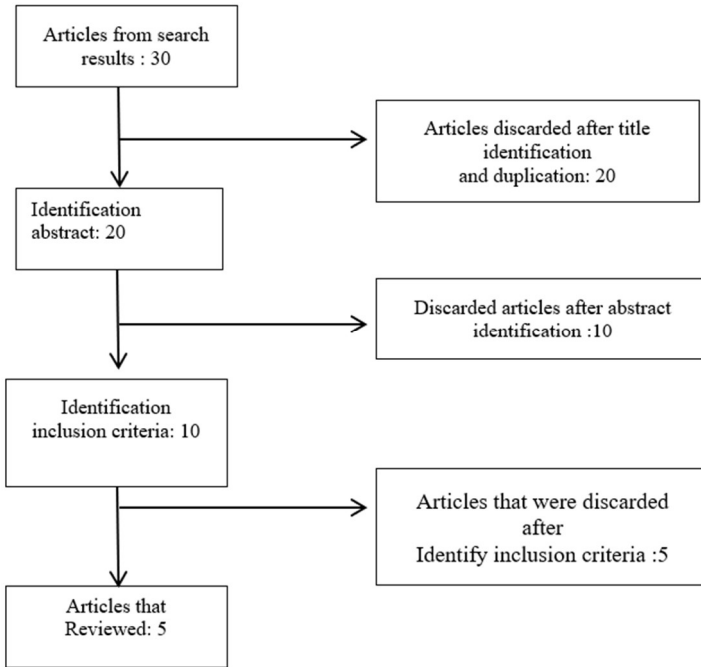 Articles from search
results : 30
Articles discarded after title
identification
and duplication: 20
Identification
abstract: 20
Discarded articles after abstract
identification :10
Identification
inclusion criteria: 10
Articles that were discarded
after
Identify inclusion criteria :5
Articles that
Reviewed: 5